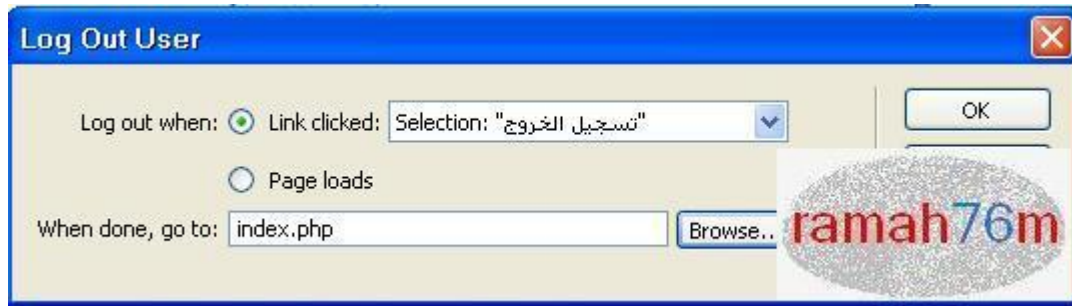 Log Out User
Log out when: Link clicked: Selection: "تسجيل الخروج"
OK
Page loads
When done, go to: index.php Browse..
ramah76m